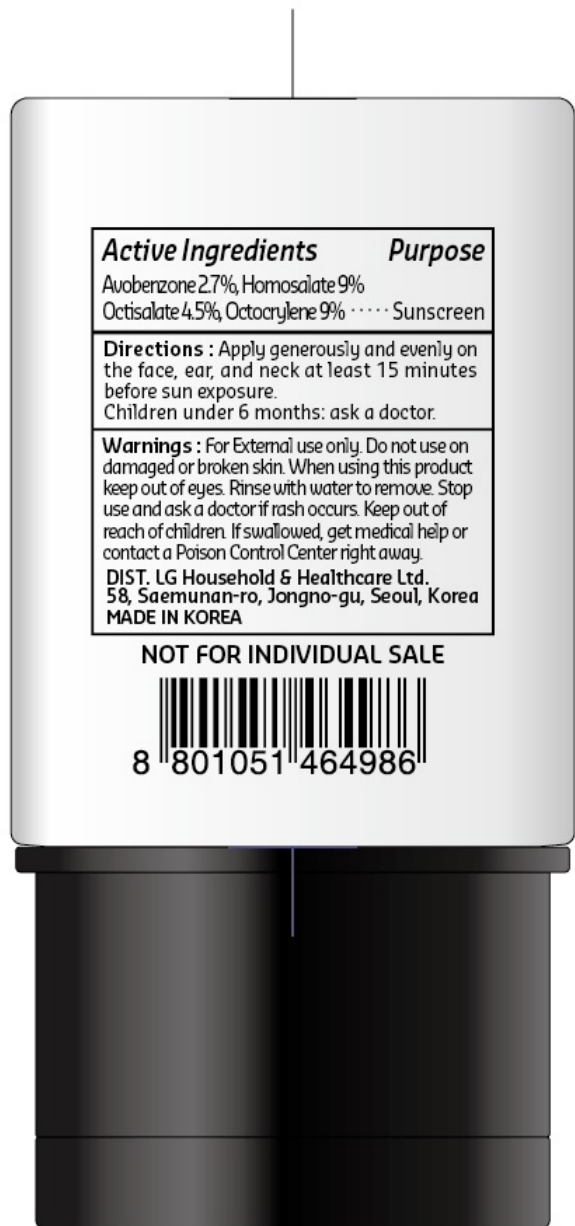 Active Ingredients Purpose
Avobenzone 2.7%, Homosalate 9%
Octisalate 4.5%, Octocrylene 9% ····· Sunscreen
Directions : Apply generously and evenly on
the face, ear, and neck at least 15 minutes
before sun exposure.
Children under 6 months: ask a doctor.
Warnings : For External use only. Do not use on
damaged or broken skin. When using this product
keep out of eyes. Rinse with water to remove. Stop
use and ask a doctor if rash occurs. Keep out of
reach of children. If swallowed, get medical help or
contact a Poison Control Center right away.
DIST. LG Household & Healthcare Ltd.
58, Saemunan-ro, Jongno-gu, Seoul, Korea
MADE IN KOREA
NOT FOR INDIVIDUAL SALE
8 801051 464986